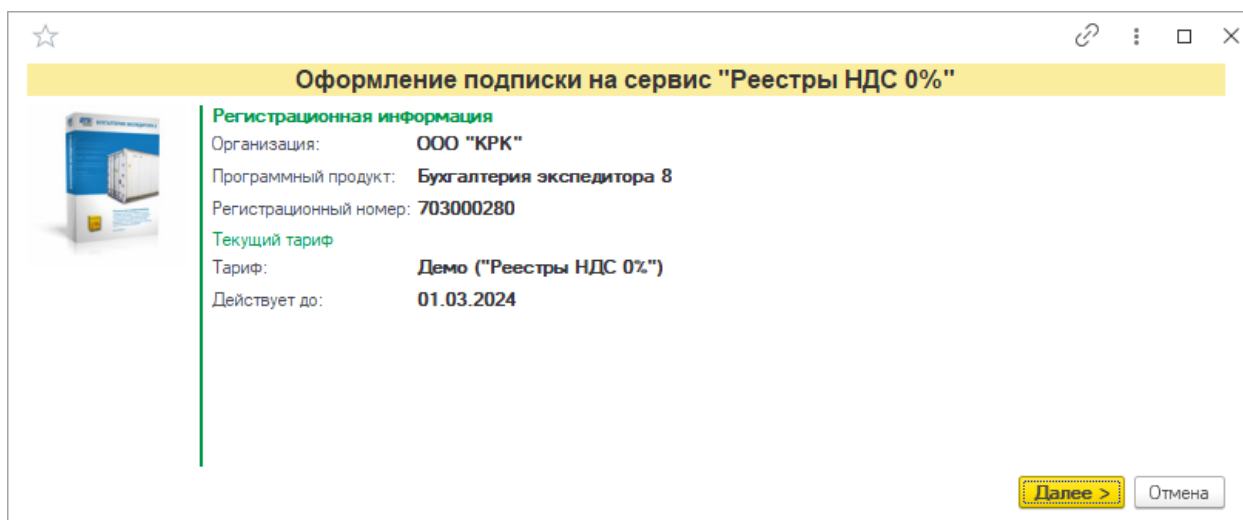 Оформление подписки на сервис "Реестры НДС 0%"
Регистрационная информация
Организация: ООО "КРК"
Программный продукт: Бухгалтерия экспедитора 8
Регистрационный номер: 703000280
Текущий тариф
Тариф: Демо ("Реестры НДС 0%")
Действует до: 01.03.2024
Далее > Отмена